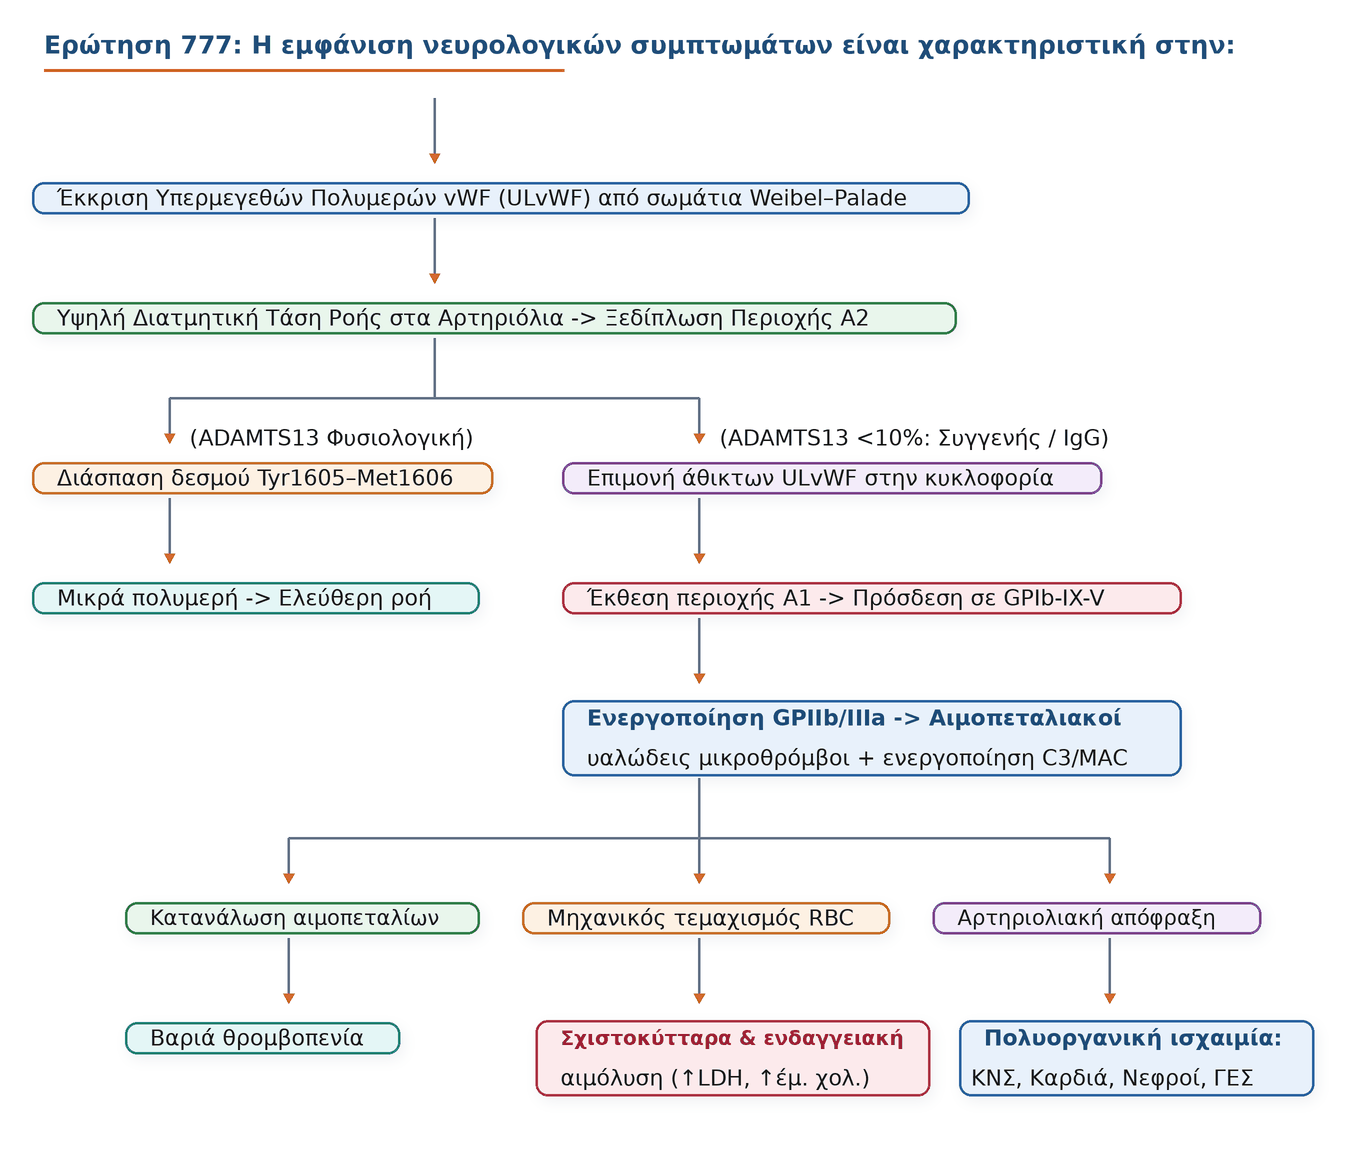 Ερώτηση 777: Η εμφάνιση νευρολογικών συμπτωμάτων είναι χαρακτηριστική στην:
Έκκριση Υπερμεγεθών Πολυμερών vWF (ULvWF) από σωμάτια Weibel–Palade
Υψηλή Διατμητική Τάση Ροής στα Αρτηριόλια -> Ξεδίπλωση Περιοχής A2
(ADAMTS13 Φυσιολογική)
(ADAMTS13 <10%: Συγγενής / IgG)
Διάσπαση δεσμού Tyr1605–Met1606
Επιμονή άθικτων ULvWF στην κυκλοφορία
Μικρά πολυμερή -> Ελεύθερη ροή
Έκθεση περιοχής A1 -> Πρόσδεση σε GPIb-IX-V
Ενεργοποίηση GPIIb/IIIa -> Αιμοπεταλιακοί
υαλώδεις μικροθρόμβοι + ενεργοποίηση C3/MAC
Κατανάλωση αιμοπεταλίων
Μηχανικός τεμαχισμός RBC
Αρτηριολιακή απόφραξη
Βαριά θρομβοπενία
Σχιστοκύτταρα & ενδαγγειακή
αιμόλυση (↑LDH, ↑έμ. χολ.)
Πολυοργανική ισχαιμία:
ΚΝΣ, Καρδιά, Νεφροί, ΓΕΣ